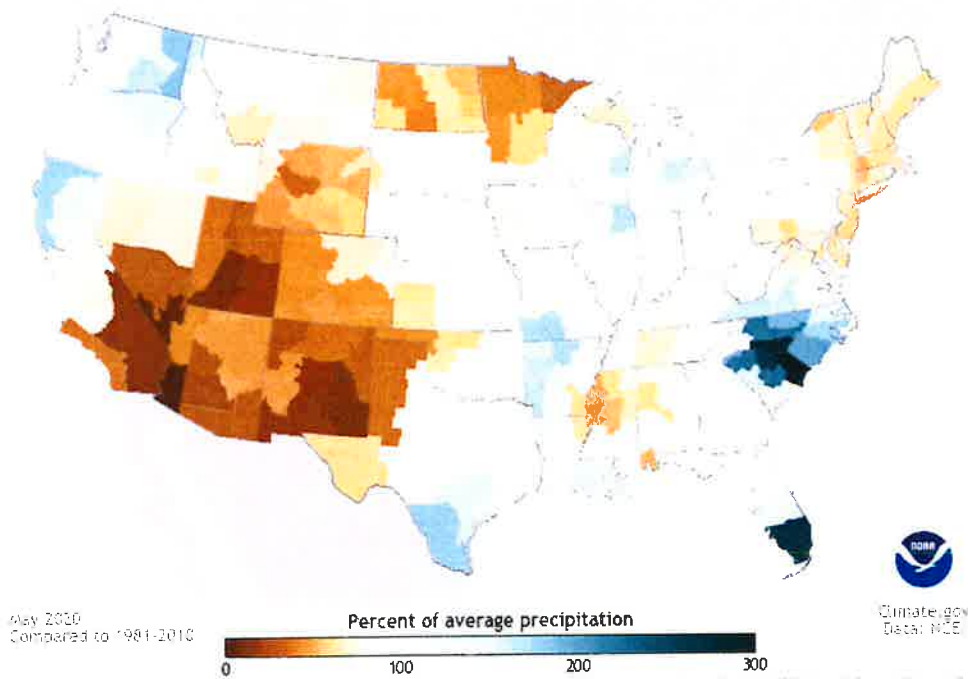 noaa
May 2020
Compared to 1981-2010
Percent of average precipitation
0 100 200 300
Climate.gov
Data: NCEI